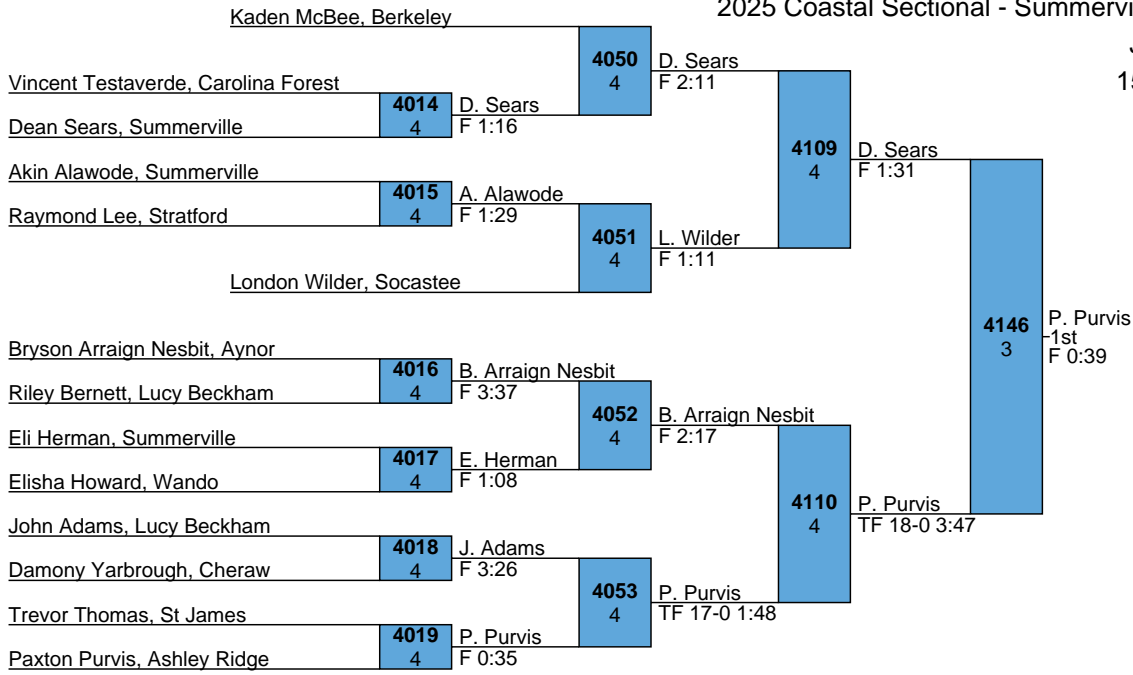 2025 Coastal Sectional - Summervi
15
Kaden McBee, Berkeley
4050
4
D. Sears
F 2:11
Vincent Testaverde, Carolina Forest
4014
4
D. Sears
F 1:16
Dean Sears, Summerville
4109
4
D. Sears
F 1:31
Akin Alawode, Summerville
4015
4
A. Alawode
F 1:29
Raymond Lee, Stratford
4051
4
L. Wilder
F 1:11
London Wilder, Socastee
4146
3
P. Purvis
1st
F 0:39
Bryson Arraign Nesbit, Aynor
4016
4
B. Arraign Nesbit
F 3:37
Riley Bernett, Lucy Beckham
4052
4
B. Arraign Nesbit
F 2:17
Eli Herman, Summerville
4017
4
E. Herman
F 1:08
Elisha Howard, Wando
4110
4
P. Purvis
TF 18-0 3:47
John Adams, Lucy Beckham
4018
4
J. Adams
F 3:26
Damony Yarbrough, Cheraw
4053
4
P. Purvis
TF 17-0 1:48
Trevor Thomas, St James
4019
4
P. Purvis
F 0:35
Paxton Purvis, Ashley Ridge